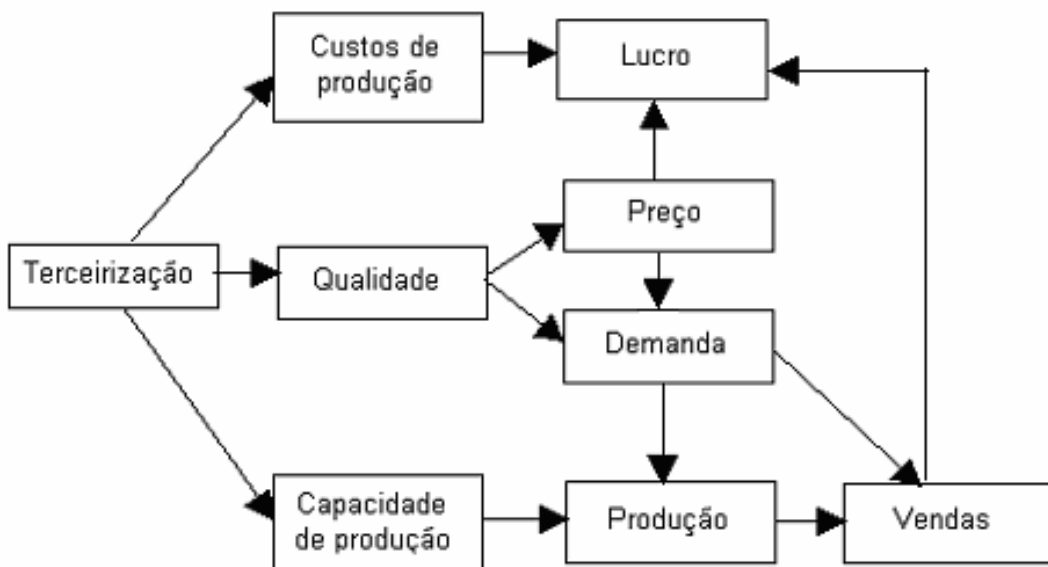 Custos de
produção
Lucro
Preço
Terceirização
Qualidade
Demanda
Capacidade
de produção
Produção
Vendas